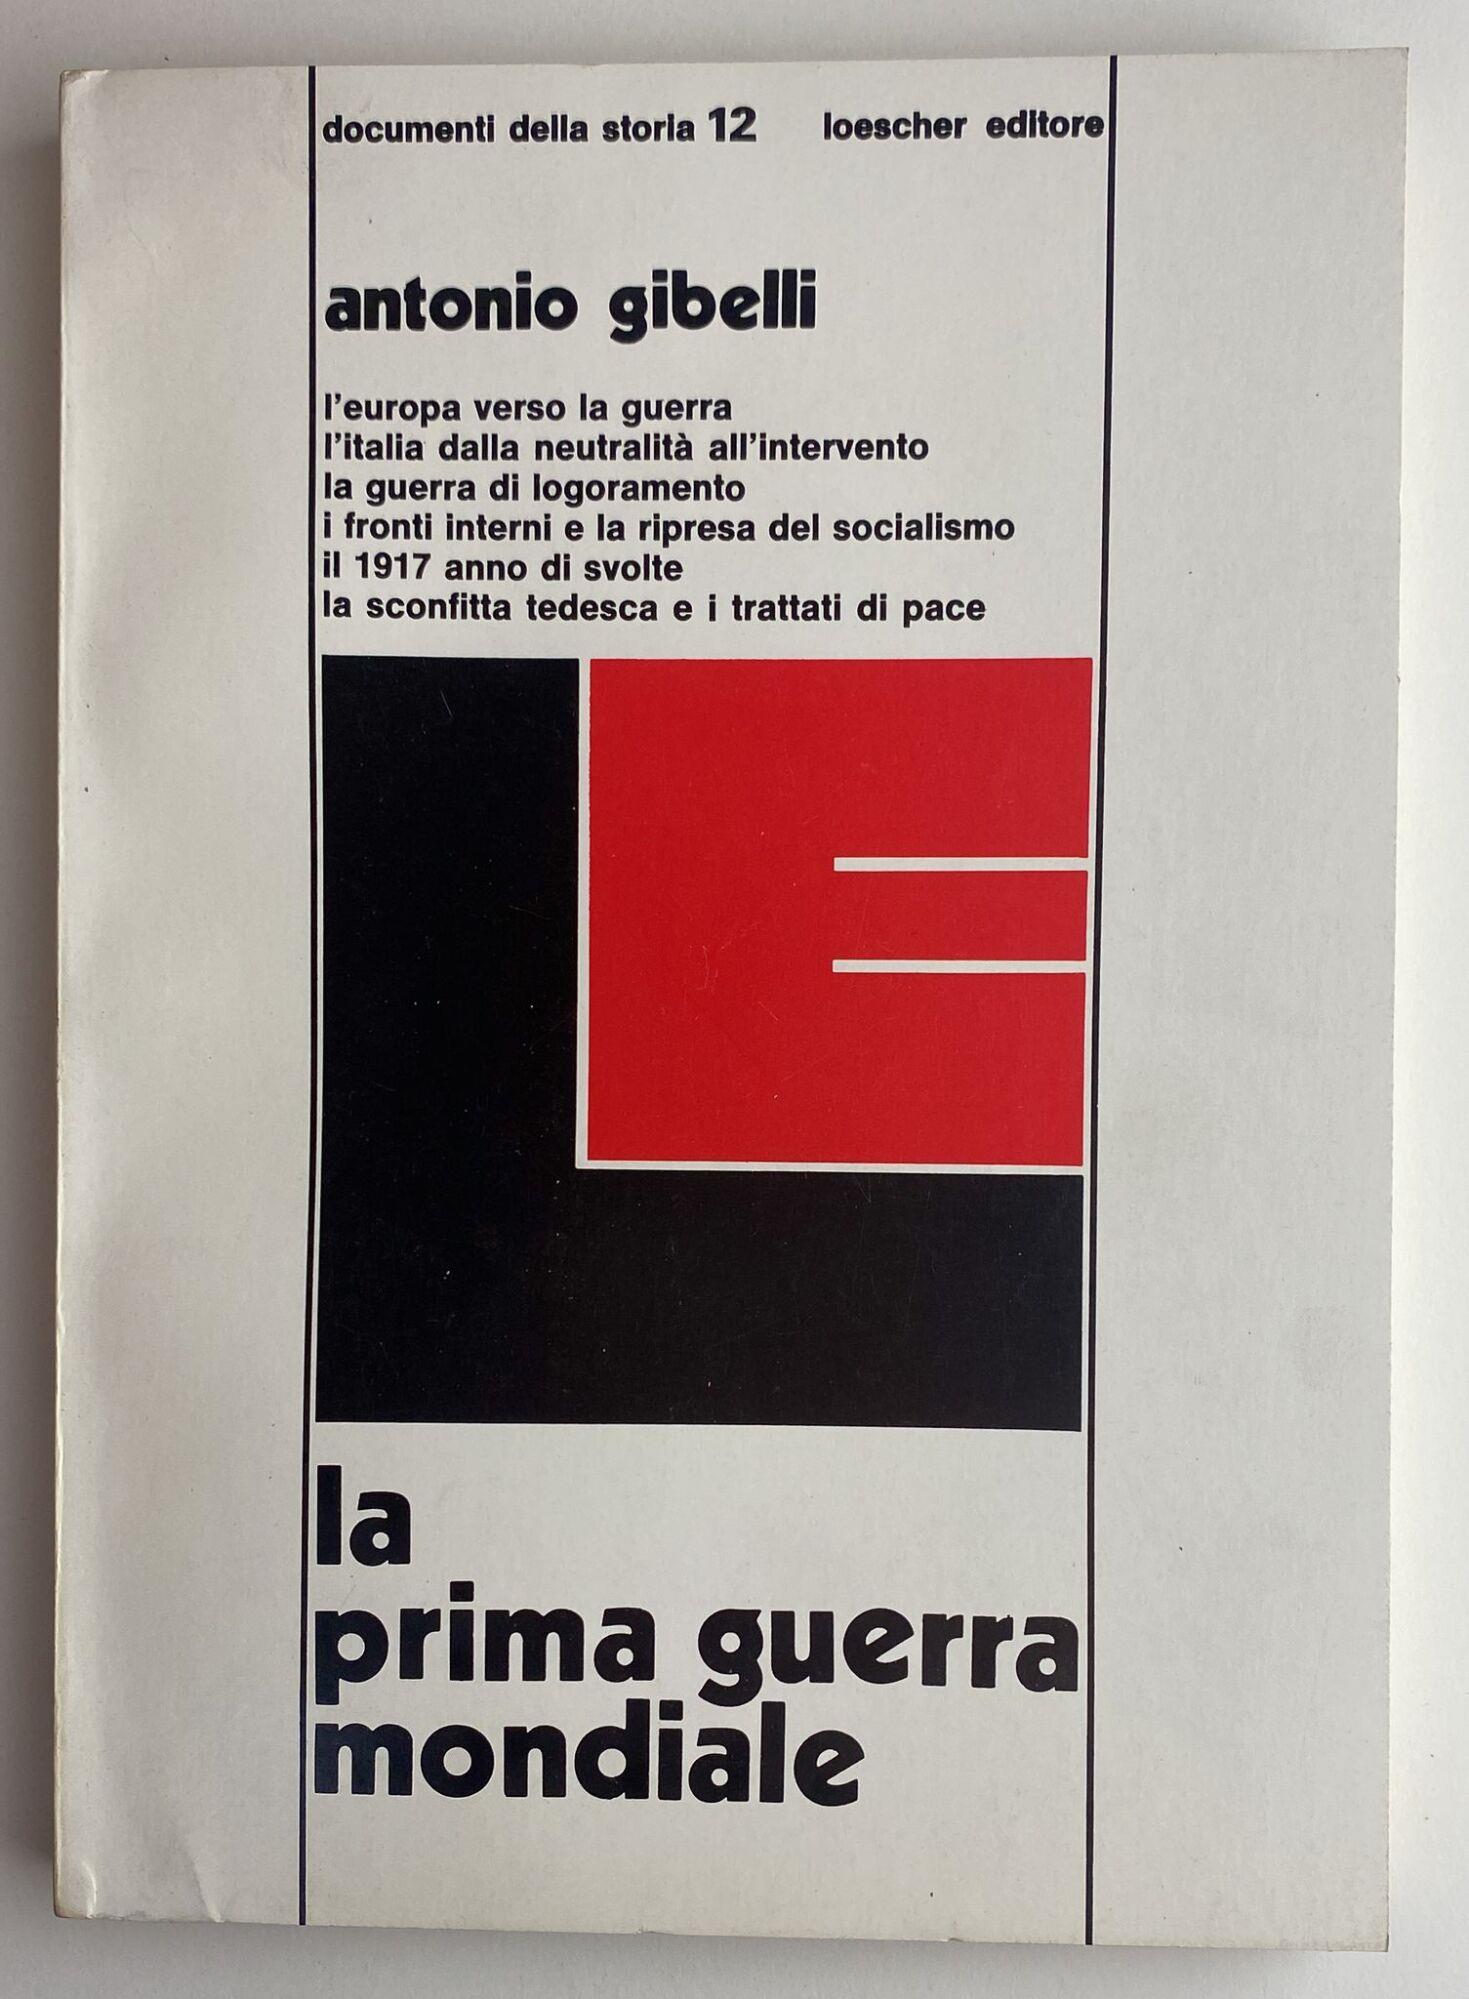 documenti della storia 12 loescher editore
antonio gibelli
l'europa verso la guerra
l'italia dalla neutralità all'intervento
la guerra di logoramento
i fronti interni e la ripresa del socialismo
il 1917 anno di svolte
la sconfitta tedesca e i trattati di pace
LE
la
prima guerra
mondiale